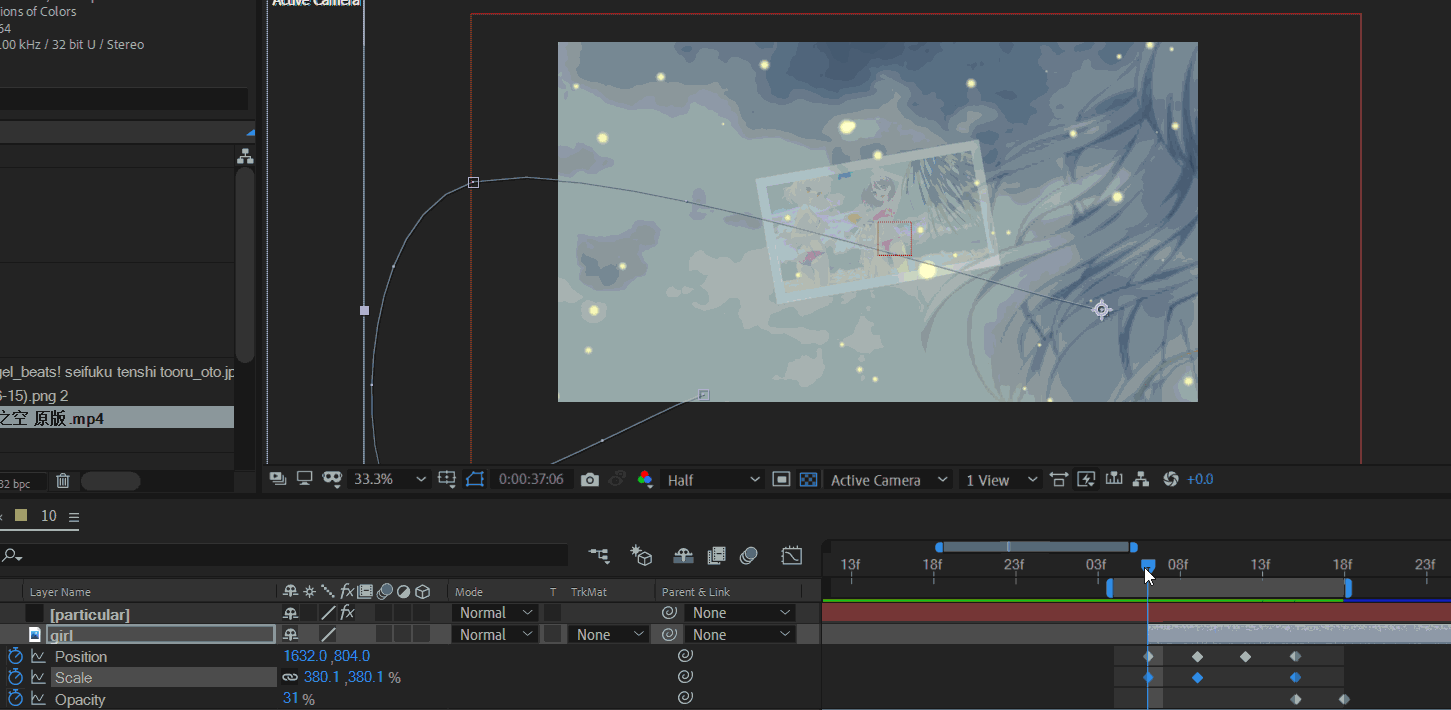 Active Camera
ions of Colors
64
.00 kHz / 32 bit U / Stereo
gel_beats! seifuku tenshi tooru_oto.jp
6-15).png 2
之空 原版.mp4
32 bpc
33.3%
0:00:37:06
Half
Active Camera
1 View
+0.0
10
13f 18f 23f 03f 08f 13f 18f 23f
Layer Name
fx
Mode
T
TrkMat
Parent & Link
[particular]
fx
Normal
None
girl
Normal
None
None
Position
1632.0 ,804.0
Scale
380.1 ,380.1 %
Opacity
31 %